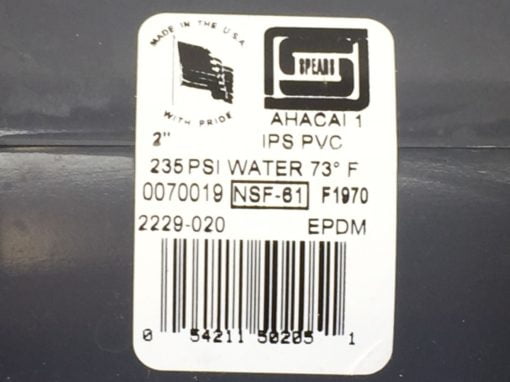 MADE IN THE U.S.A.
WITH PRIDE
SPEARS
AHACAI 1
2" IPS PVC
235 PSI WATER 73° F
0070019 NSF-61 F1970
2229-020 EPDM
0 54211 50205 1